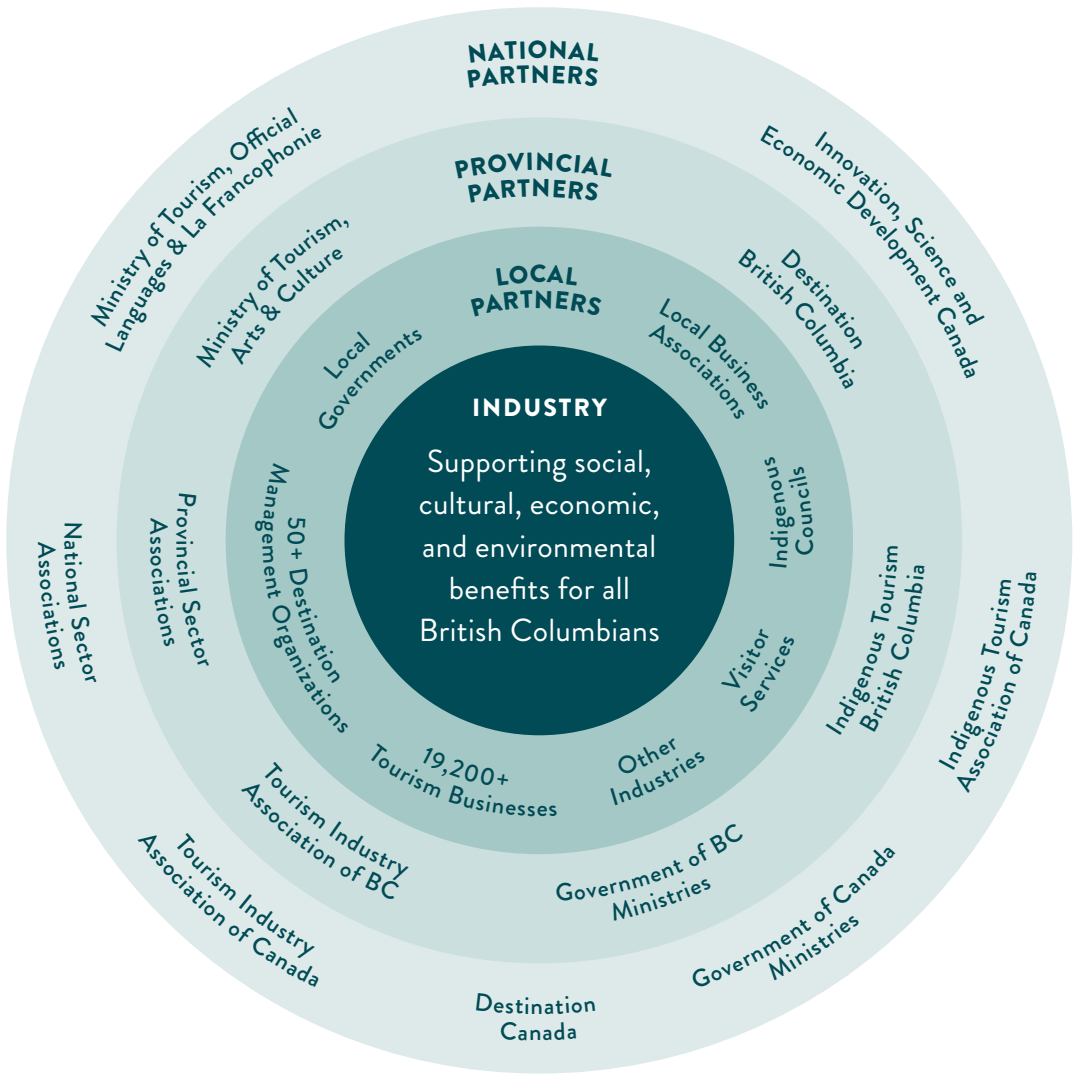 NATIONAL
PARTNERS
Innovation, Science and
Economic Development Canada
Indigenous Tourism
Association of Canada
Government of Canada
Ministries
Destination
Canada
Tourism Industry
Association of Canada
National Sector
Associations
Ministry of Tourism, Official
Languages & La Francophonie
PROVINCIAL
PARTNERS
Destination
British Columbia
Indigenous Tourism
British Columbia
Government of BC
Ministries
Tourism Industry
Association of BC
Provincial Sector
Associations
Ministry of Tourism,
Arts & Culture
LOCAL
PARTNERS
Local Business
Associations
Indigenous
Councils
Visitor
Services
Other
Industries
19,200+
Tourism Businesses
50+ Destination
Management Organizations
Local
Governments
INDUSTRY
Supporting social,
cultural, economic,
and environmental
benefits for all
British Columbians